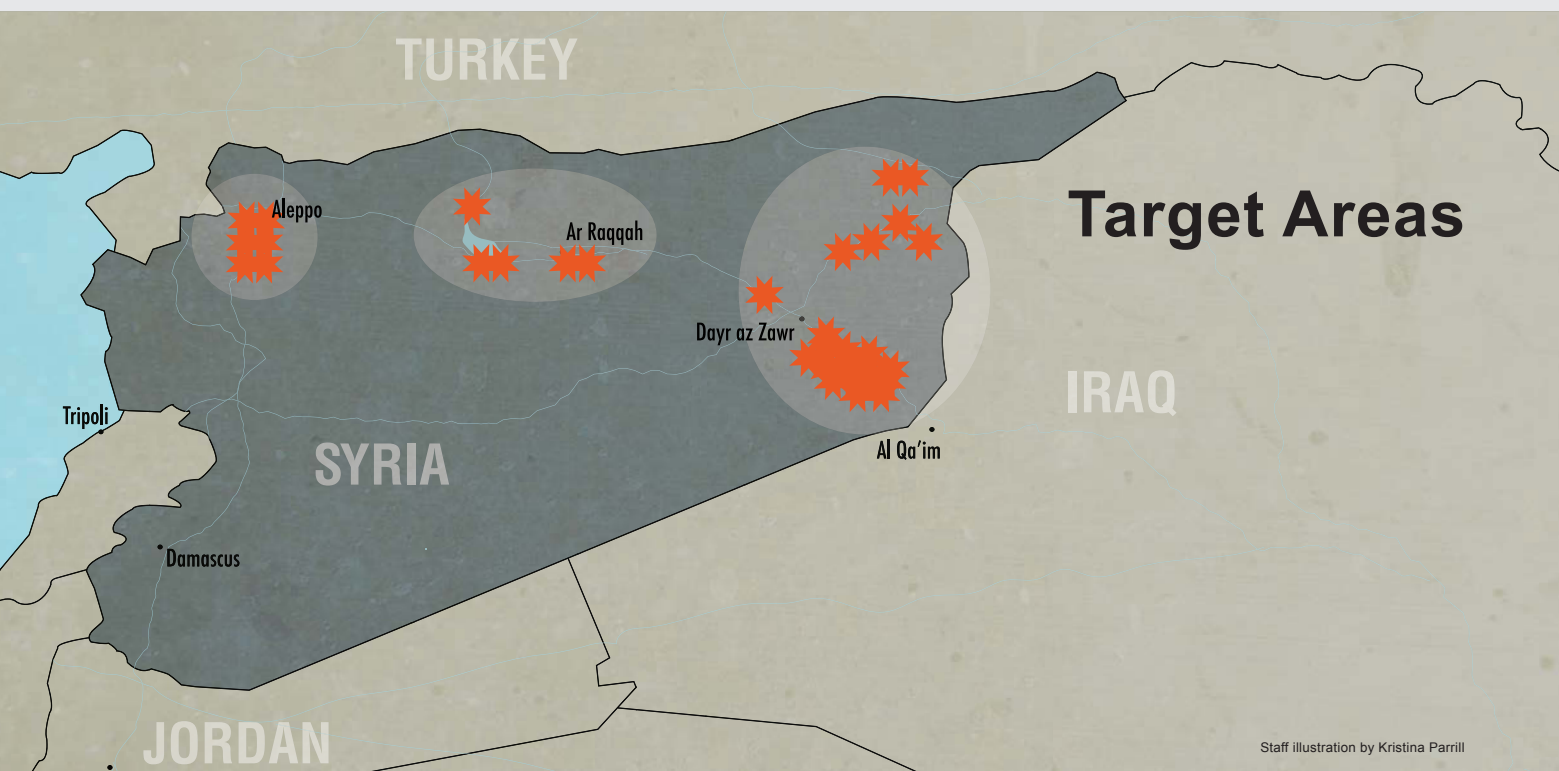 TURKEY
Target Areas
Aleppo
Ar Raqqah
Dayr az Zawr
IRAQ
Tripoli
Al Qa'im
SYRIA
Damascus
JORDAN
Staff illustration by Kristina Parrill